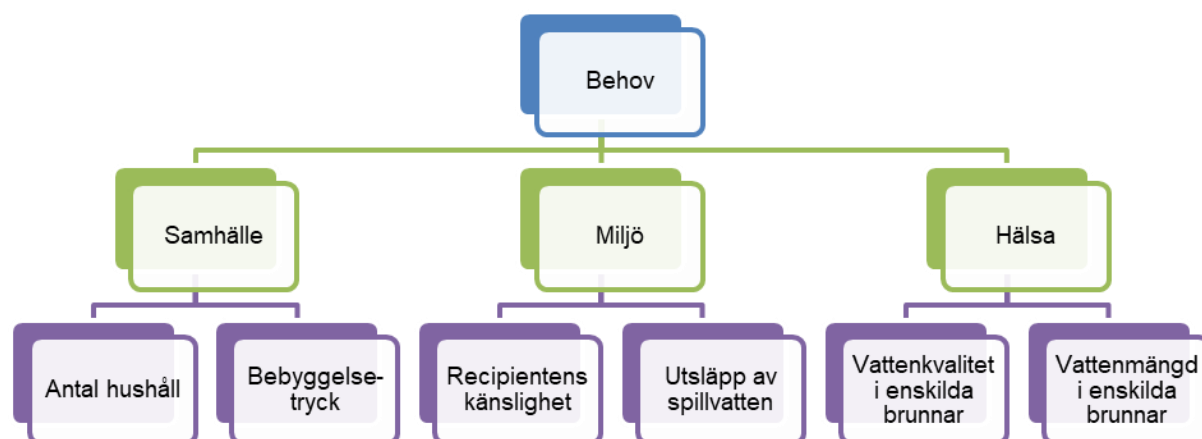 Behov
Samhälle
Miljö
Hälsa
Antal hushåll
Bebyggelse-
tryck
Recipientens
känslighet
Utsläpp av
spillvatten
Vattenkvalitet
i enskilda
brunnar
Vattenmängd
i enskilda
brunnar